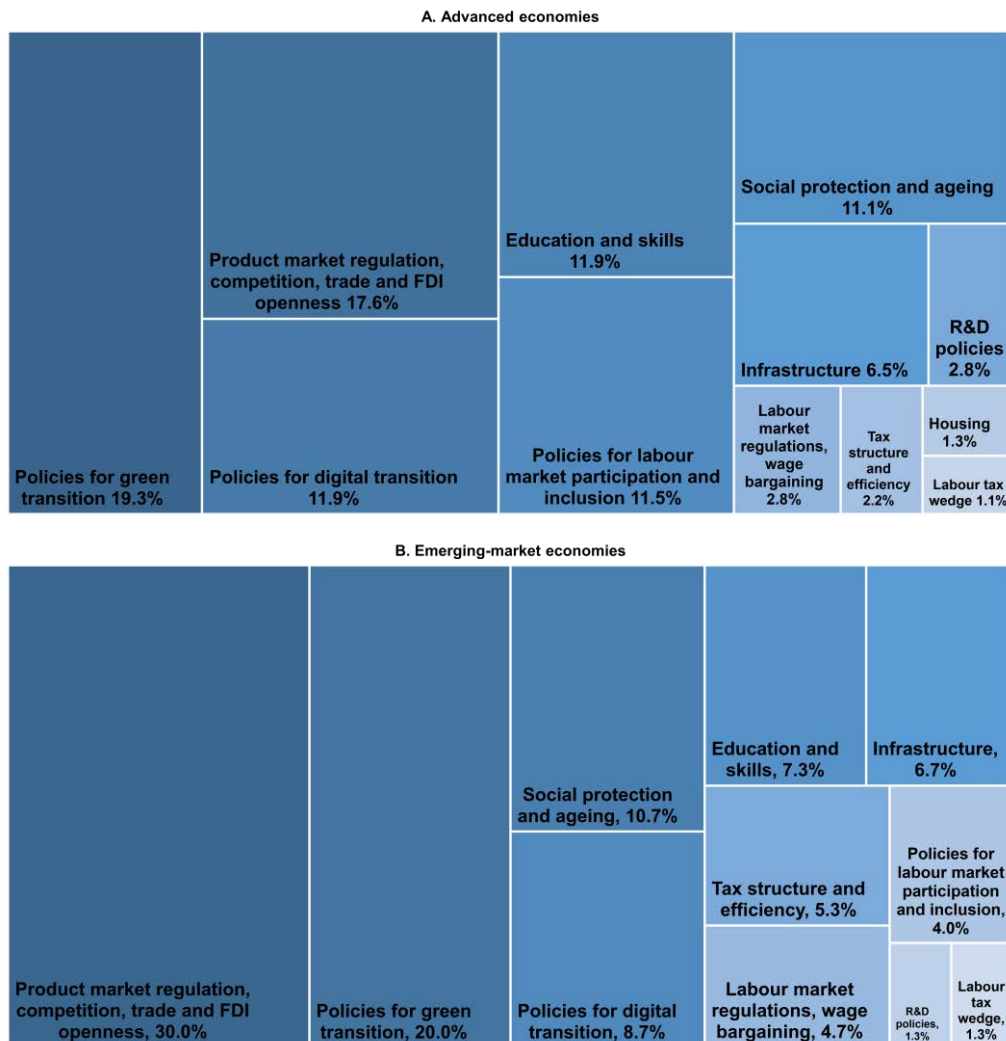 A. Advanced economies
Policies for green
transition 19.3%
Product market regulation,
competition, trade and FDI
openness 17.6%
Policies for digital transition
11.9%
Education and skills
11.9%
Policies for labour
market participation and
inclusion 11.5%
Social protection and ageing
11.1%
Infrastructure 6.5%
R&D
policies
2.8%
Labour
market
regulations,
wage
bargaining
2.8%
Tax
structure
and
efficiency
2.2%
Housing
1.3%
Labour tax
wedge 1.1%
B. Emerging-market economies
Product market regulation,
competition, trade and FDI
openness, 30.0%
Policies for green
transition, 20.0%
Social protection
and ageing, 10.7%
Policies for digital
transition, 8.7%
Education and
skills, 7.3%
Infrastructure,
6.7%
Tax structure and
efficiency, 5.3%
Labour market
regulations, wage
bargaining, 4.7%
Policies for
labour market
participation
and inclusion,
4.0%
R&D
policies,
1.3%
Labour
tax
wedge,
1.3%